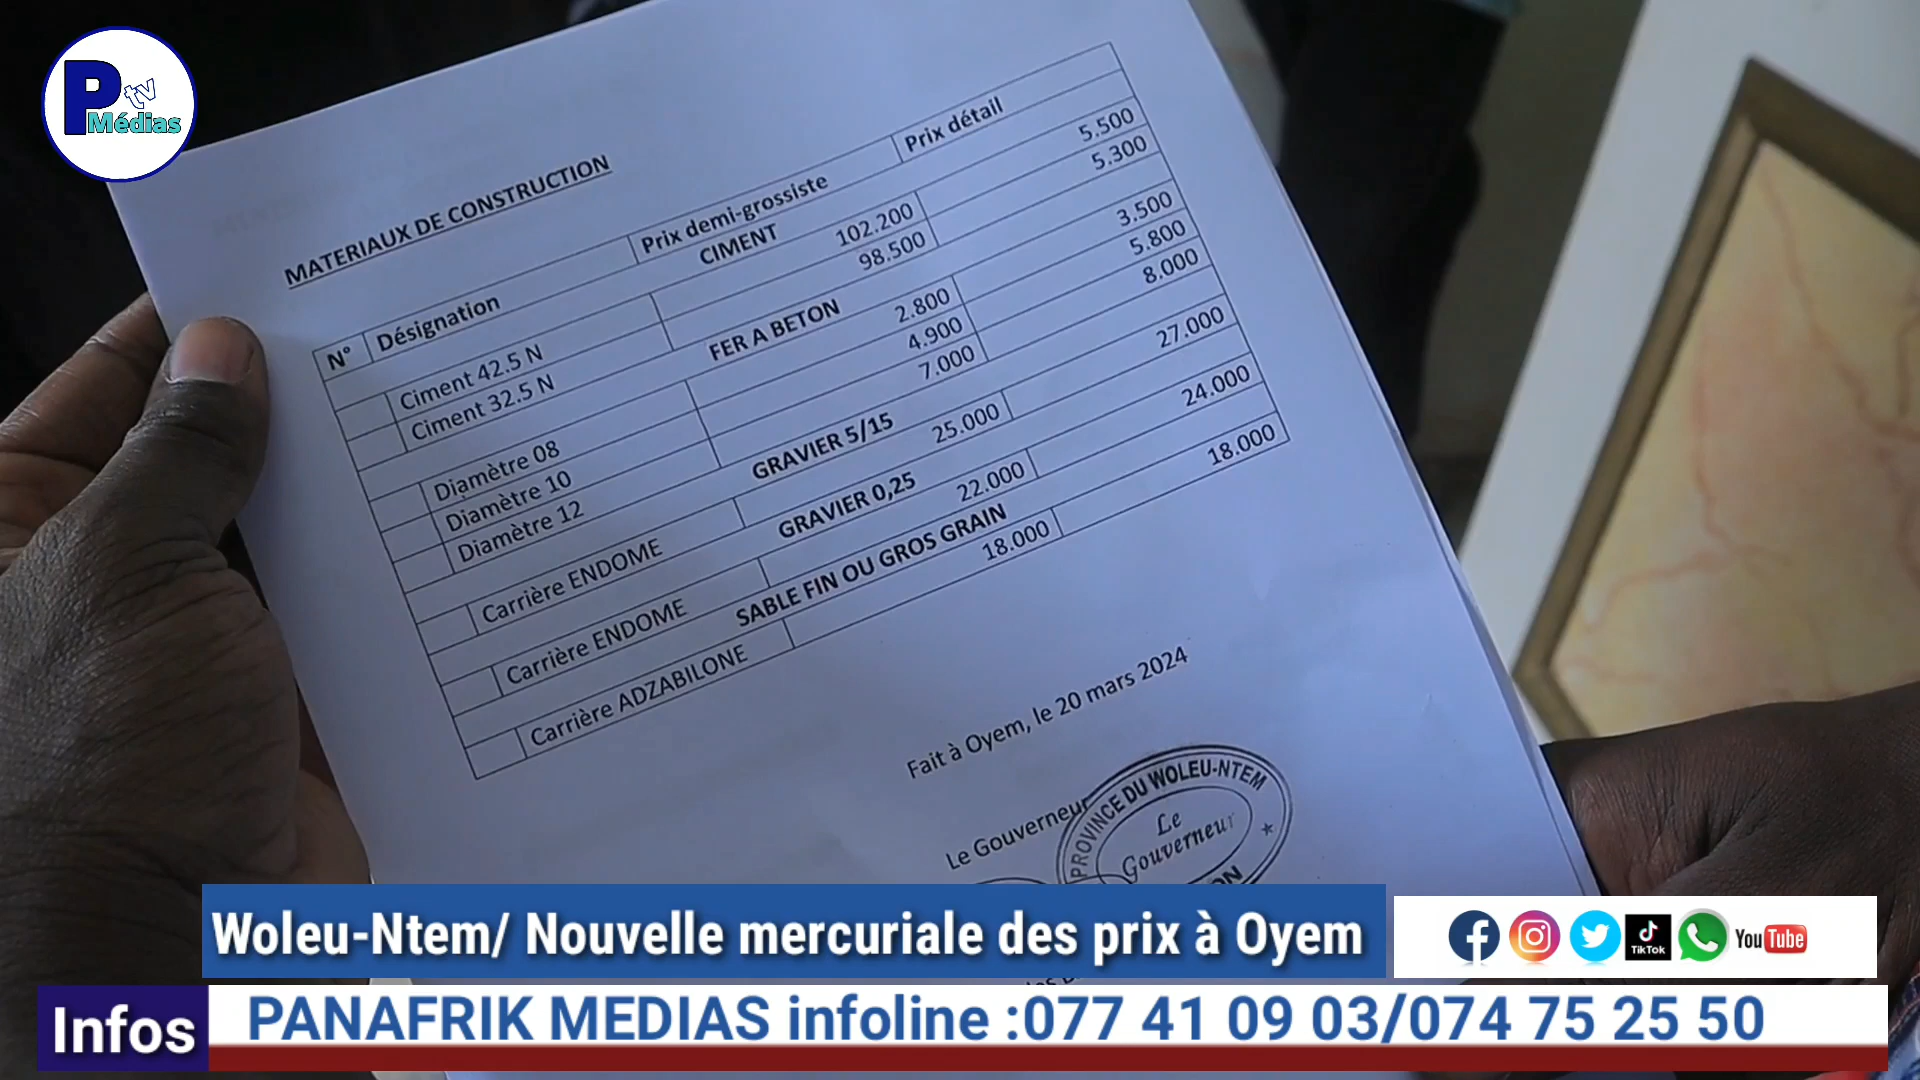 P tv
Médias
MATERIAUX DE CONSTRUCTION
N° Désignation Prix demi-grossiste Prix détail
CIMENT
Ciment 42.5 N 102.200 5.500
Ciment 32.5 N 98.500 5.300
FER A BETON
Diamètre 08 2.800 3.500
Diamètre 10 4.900 5.800
Diamètre 12 7.000 8.000
GRAVIER 5/15
Carrière ENDOME 25.000 27.000
GRAVIER 0,25
Carrière ENDOME 22.000 24.000
SABLE FIN OU GROS GRAIN
Carrière ADZABILONE 18.000 18.000
Fait à Oyem, le 20 mars 2024
Le Gouverneur
PROVINCE DU WOLEU-NTEM
Le
Gouverneur
Woleu-Ntem/ Nouvelle mercuriale des prix à Oyem
TikTok
YouTube
Infos
PANAFRIK MEDIAS infoline :077 41 09 03/074 75 25 50